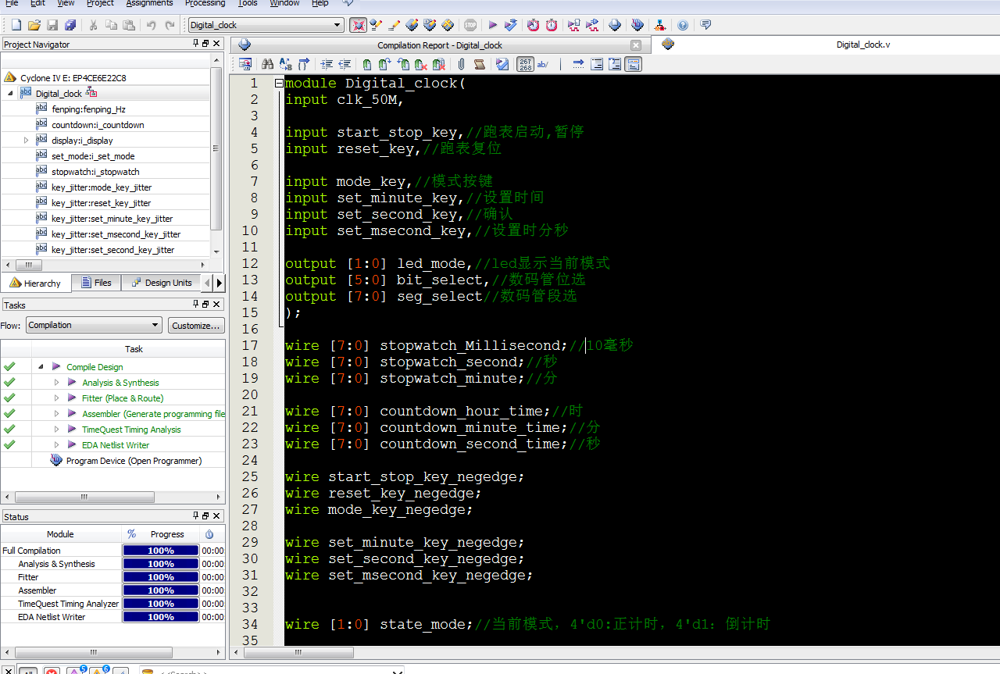 File Edit View Project Assignments Processing Tools Window Help
Digital_clock
Project Navigator
Cyclone IV E: EP4CE6E22C8
Digital_clock
fenping:fenping_Hz
countdown:i_countdown
display:i_display
set_mode:i_set_mode
stopwatch:i_stopwatch
key_jitter:mode_key_jitter
key_jitter:reset_key_jitter
key_jitter:set_minute_key_jitter
key_jitter:set_msecond_key_jitter
key_jitter:set_second_key_jitter
Hierarchy Files Design Units
Tasks
Flow: Compilation Customize...
Task
Compile Design
Analysis & Synthesis
Fitter (Place & Route)
Assembler (Generate programming file
TimeQuest Timing Analysis
EDA Netlist Writer
Program Device (Open Programmer)
Status
Module % Progress
Full Compilation 100% 00:00
Analysis & Synthesis 100% 00:00
Fitter 100% 00:00
Assembler 100% 00:00
TimeQuest Timing Analyzer 100% 00:00
EDA Netlist Writer 100% 00:00
Compilation Report - Digital_clock Digital_clock.v
267
268 ab/
1 module Digital_clock(
2 input clk_50M,
3
4 input start_stop_key,//跑表启动,暂停
5 input reset_key,//跑表复位
6
7 input mode_key,//模式按键
8 input set_minute_key,//设置时间
9 input set_second_key,//确认
10 input set_msecond_key,//设置时分秒
11
12 output [1:0] led_mode,//led显示当前模式
13 output [5:0] bit_select,//数码管位选
14 output [7:0] seg_select//数码管段选
15 );
16
17 wire [7:0] stopwatch_Millisecond;//10毫秒
18 wire [7:0] stopwatch_second;//秒
19 wire [7:0] stopwatch_minute;//分
20
21 wire [7:0] countdown_hour_time;//时
22 wire [7:0] countdown_minute_time;//分
23 wire [7:0] countdown_second_time;//秒
24
25 wire start_stop_key_negedge;
26 wire reset_key_negedge;
27 wire mode_key_negedge;
28
29 wire set_minute_key_negedge;
30 wire set_second_key_negedge;
31 wire set_msecond_key_negedge;
32
33
34 wire [1:0] state_mode;//当前模式，4'd0:正计时，4'd1：倒计时
35
All 5 6 <<Search>>